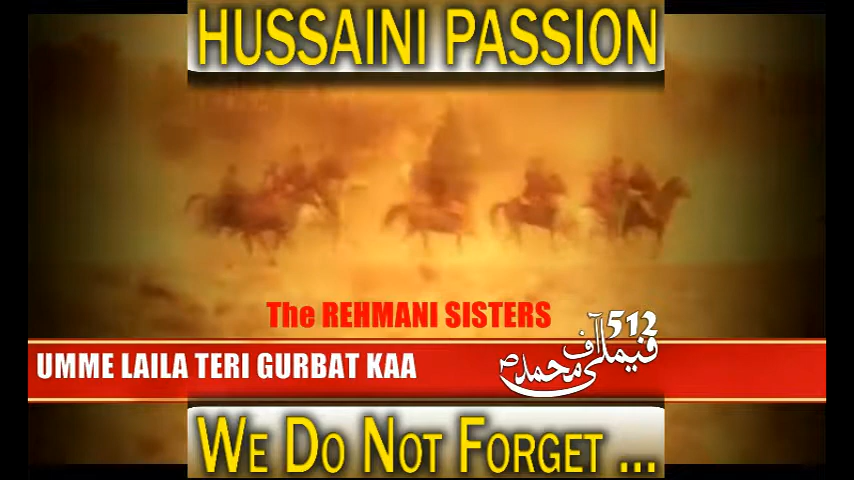 HUSSAINI PASSION
The REHMANI SISTERS
512
فیملی آف محمدؐ
UMME LAILA TERI GURBAT KAA
WE DO NOT FORGET ...